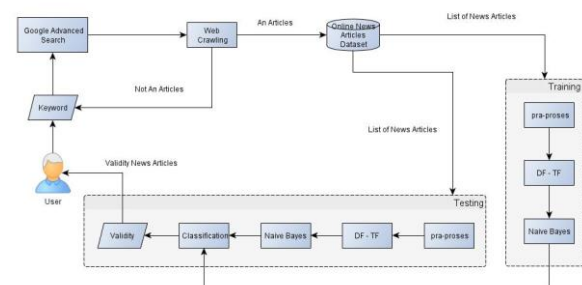 Google Advanced
Search
Web
Crawling
An Articles
Online News
Articles
Dataset
List of News Articles
Not An Articles
Keyword
User
Validity News Articles
List of News Articles
Training
pra-proses
DF - TF
Naive Bayes
Testing
Validity
Classification
Naive Bayes
DF - TF
pra-proses